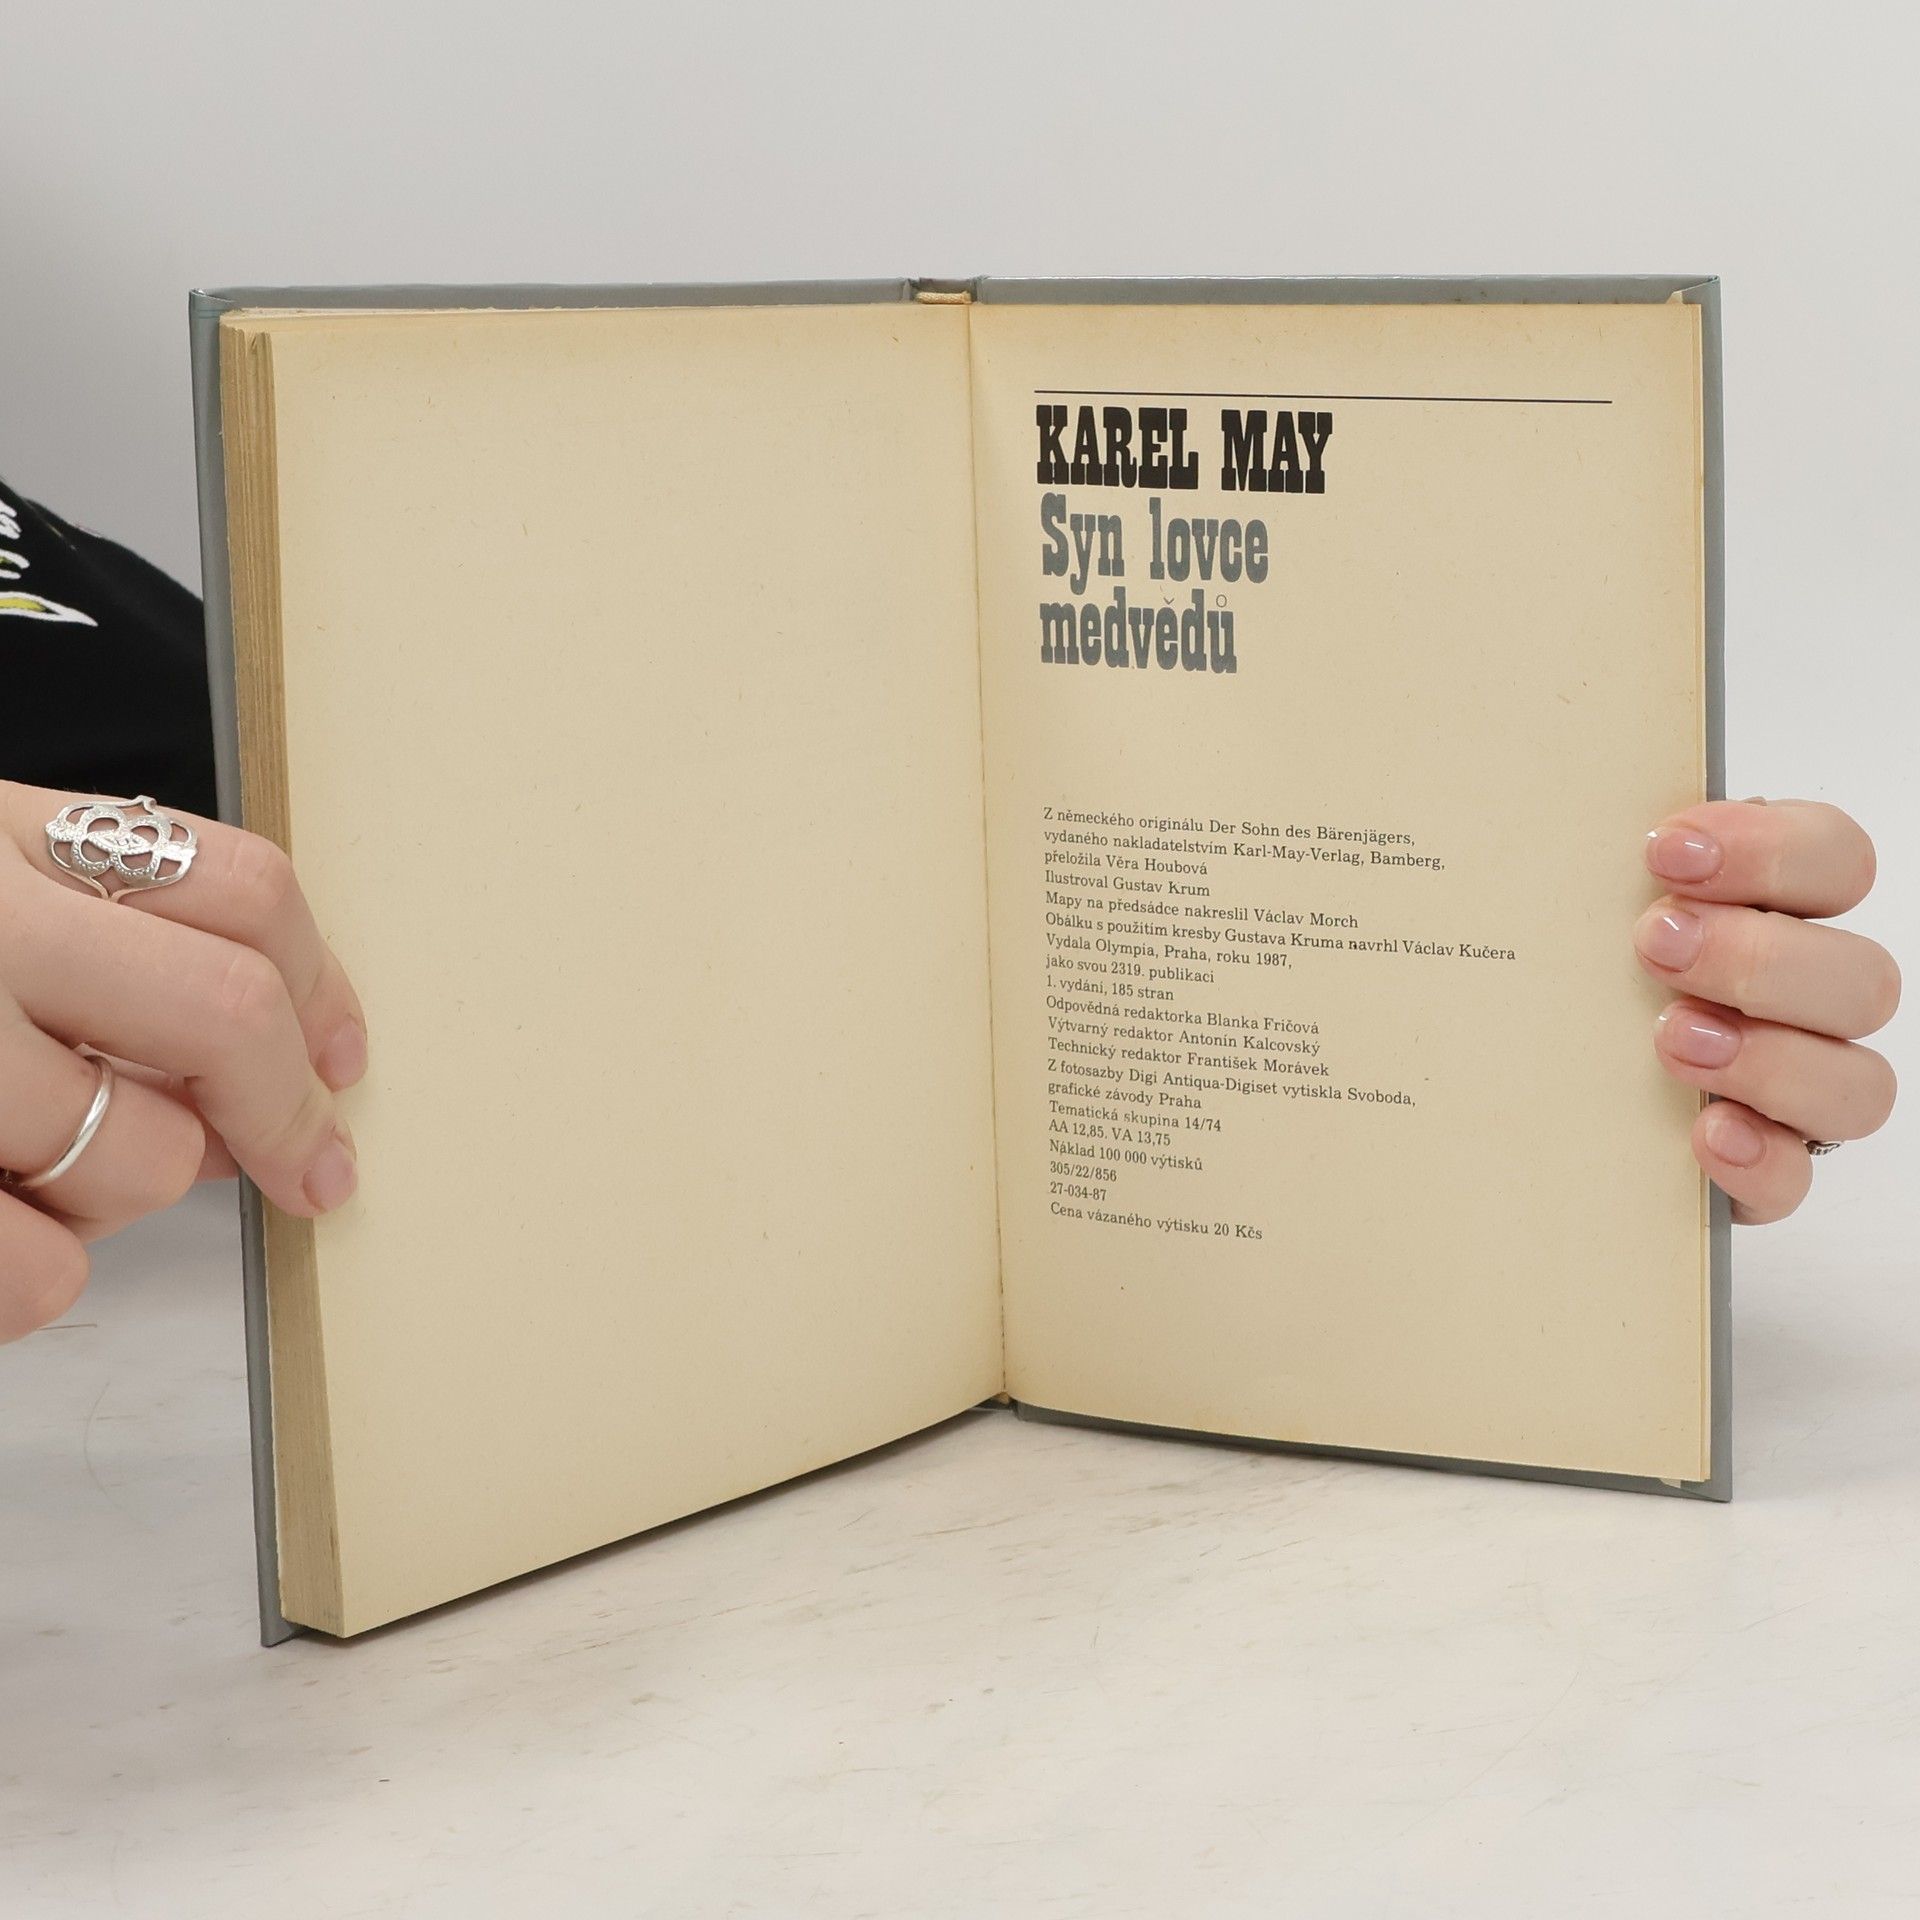 KAREL MAY
Syn lovce
medvědů
Z německého originálu Der Sohn des Bärenjägers,
vydaného nakladatelstvím Karl-May-Verlag, Bamberg,
přeložila Věra Houbová
Ilustroval Gustav Krum
Mapy na předsádce nakreslil Václav Morch
Obálku s použitím kresby Gustava Kruma navrhl Václav Kučera
Vydala Olympia, Praha, roku 1987,
jako svou 2319. publikaci
1. vydání, 185 stran
Odpovědná redaktorka Blanka Fričová
Výtvarný redaktor Antonín Kalcovský
Technický redaktor František Morávek
Z fotosazby Digi Antiqua-Digiset vytiskla Svoboda,
grafické závody Praha
Tematická skupina 14/74
AA 12,85. VA 13,75
Náklad 100 000 výtisků
305/22/856
27-034-87
Cena vázaného výtisku 20 Kčs